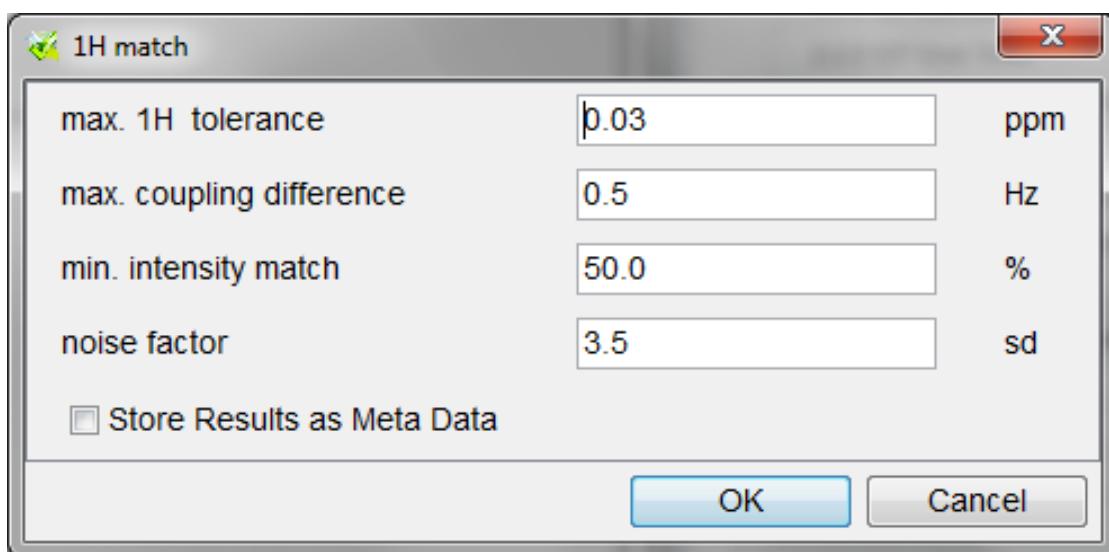 1H match
max. 1H  tolerance 0.03 ppm
max. coupling difference 0.5 Hz
min. intensity match 50.0 %
noise factor 3.5 sd
Store Results as Meta Data
OK Cancel